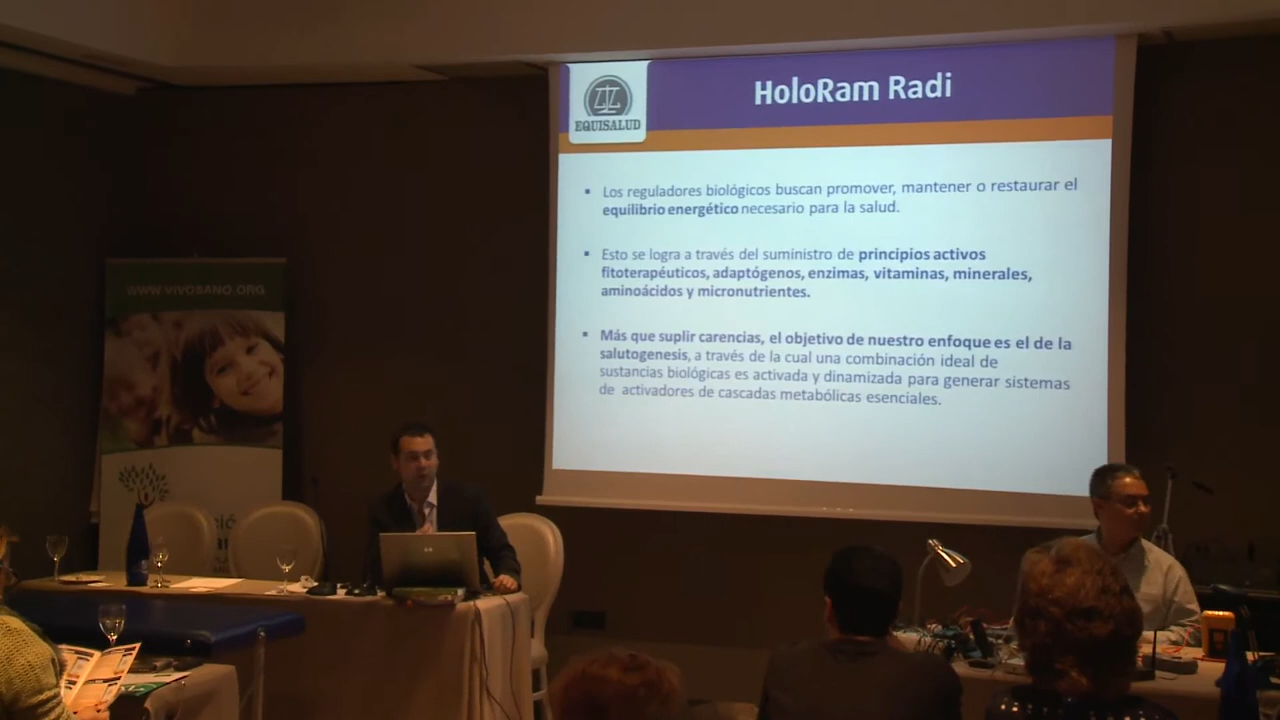 HoloRam Radi
EQUISALUD
Los reguladores biológicos buscan promover, mantener o restaurar el
equilibrio energético necesario para la salud.
Esto se logra a través del suministro de principios activos
fitoterapéuticos, adaptógenos, enzimas, vitaminas, minerales,
aminoácidos y micronutrientes.
Más que suplir carencias, el objetivo de nuestro enfoque es el de la
salutogenesis, a través de la cual una combinación ideal de
sustancias biológicas es activada y dinamizada para generar sistemas
de activadores de cascadas metabólicas esenciales.
WWW.VIVOSANO.ORG